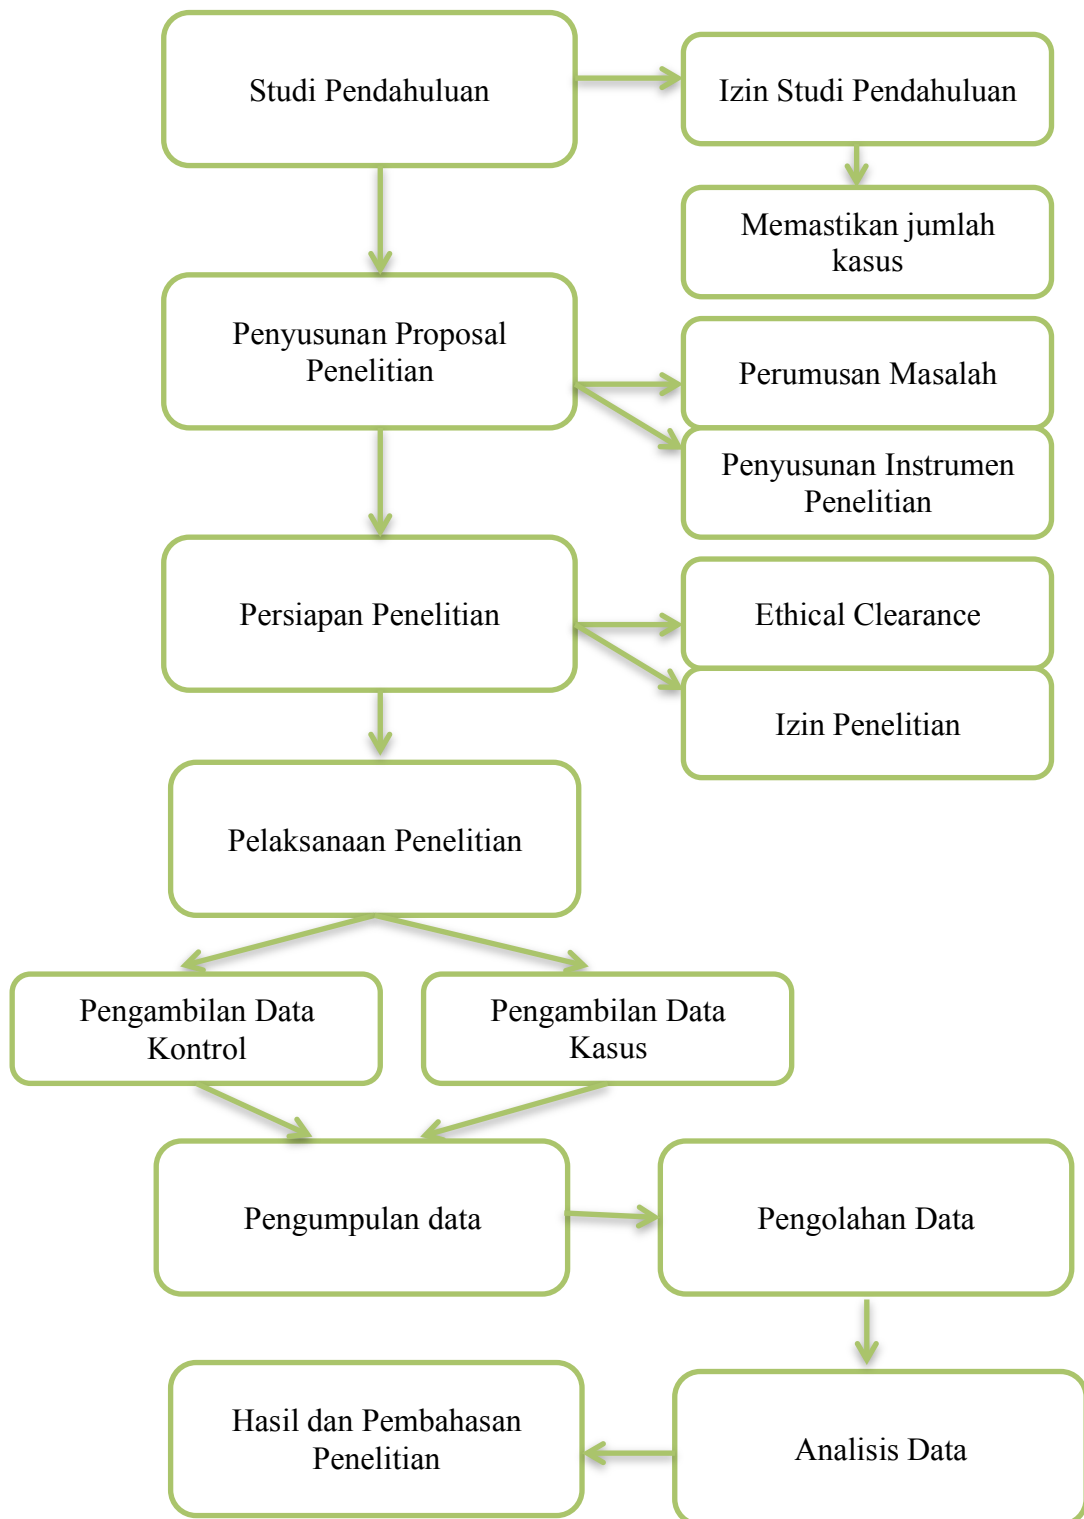 Studi Pendahuluan
Izin Studi Pendahuluan
Memastikan jumlah
kasus
Penyusunan Proposal
Penelitian
Perumusan Masalah
Penyusunan Instrumen
Penelitian
Persiapan Penelitian
Ethical Clearance
Izin Penelitian
Pelaksanaan Penelitian
Pengambilan Data
Kontrol
Pengambilan Data
Kasus
Pengumpulan data
Pengolahan Data
Analisis Data
Hasil dan Pembahasan
Penelitian